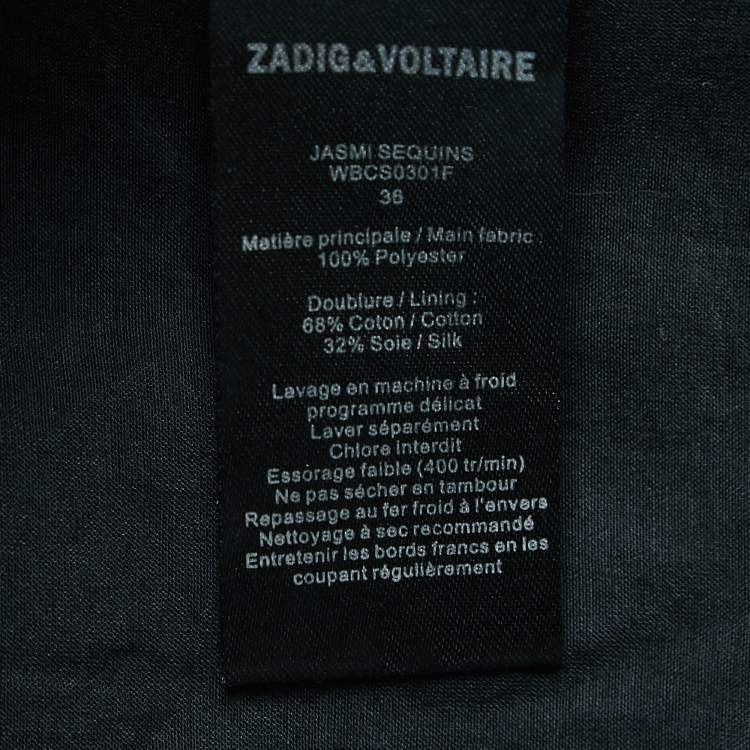 ZADIG&VOLTAIRE
JASMI SEQUINS
WBCS0301F
36
Matière principale / Main fabric :
100% Polyester
Doublure / Lining :
68% Coton / Cotton
32% Soie / Silk
Lavage en machine à froid
programme délicat
Laver séparément
Chlore interdit
Essorage faible (400 tr/min)
Ne pas sécher en tambour
Repassage au fer froid à l'envers
Nettoyage à sec recommandé
Entretenir les bords francs en les
coupant régulièrement